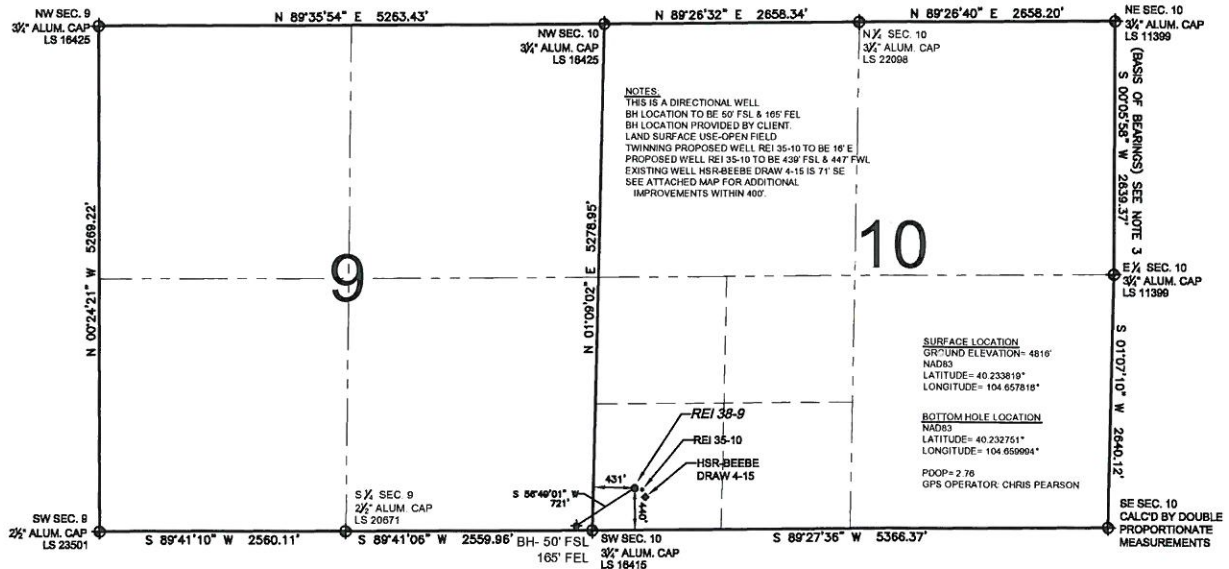 NW SEC. 9
3¼" ALUM. CAP
LS 16425
N 89°35'54" E 5263.43'
NW SEC. 10
3¼" ALUM. CAP
LS 16425
N 89°26'32" E 2658.34'
N ¼ SEC. 10
3¼" ALUM. CAP
LS 22098
N 89°26'40" E 2658.20'
NE SEC. 10
3¼" ALUM. CAP
LS 11399
(BASIS OF BEARINGS) SEE NOTE 3
S 00°05'58" W 2639.37'
NOTES:
THIS IS A DIRECTIONAL WELL
BH LOCATION TO BE 50' FSL & 165' FEL
BH LOCATION PROVIDED BY CLIENT.
LAND SURFACE USE-OPEN FIELD
TWINNING PROPOSED WELL REI 35-10 TO BE 16' E
PROPOSED WELL REI 35-10 TO BE 439' FSL & 447' FWL
EXISTING WELL HSR-BEEBE DRAW 4-15 IS 71' SE
SEE ATTACHED MAP FOR ADDITIONAL
IMPROVEMENTS WITHIN 400'.
N 00°24'21" W 5269.22'
9
N 01°09'02" E 5278.95'
10
E ¼ SEC. 10
3¼" ALUM. CAP
LS 11399
S 01°07'10" W 2640.12'
SURFACE LOCATION
GROUND ELEVATION= 4816'
NAD83
LATITUDE= 40.233819°
LONGITUDE= 104.657818°
BOTTOM HOLE LOCATION
NAD83
LATITUDE= 40.232751°
LONGITUDE= 104.659994°
PDOP= 2.76
GPS OPERATOR: CHRIS PEARSON
REI 38-9
REI 35-10
HSR-BEEBE
DRAW 4-15
431'
440'
S 56°49'01" W
721'
SW SEC. 9
2½" ALUM. CAP
LS 23501
S 89°41'10" W 2560.11'
S ¼ SEC. 9
2½" ALUM. CAP
LS 20671
S 89°41'06" W 2559.96'
BH- 50' FSL
165' FEL
SW SEC. 10
3¼" ALUM. CAP
LS 16415
S 89°27'36" W 5366.37'
SE SEC. 10
CALC'D BY DOUBLE
PROPORTIONATE
MEASUREMENTS